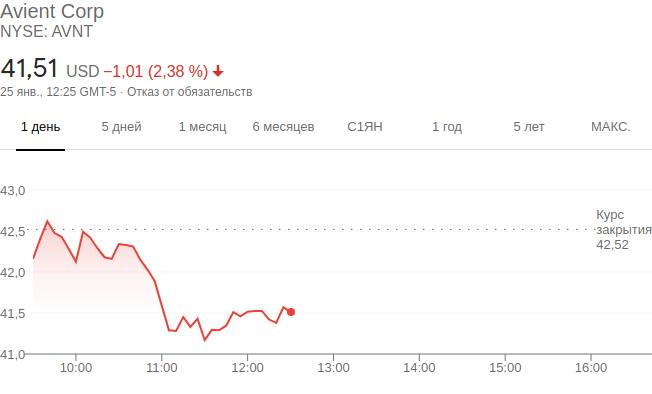 Avient Corp
NYSE: AVNT
41,51 USD −1,01 (2,38 %)
25 янв., 12:25 GMT-5 · Отказ от обязательств
1 день 5 дней 1 месяц 6 месяцев С1ЯН 1 год 5 лет МАКС.
43,0
Курс
42,5 закрытия
42,52
42,0
41,5
41,0
10:00 11:00 12:00 13:00 14:00 15:00 16:00